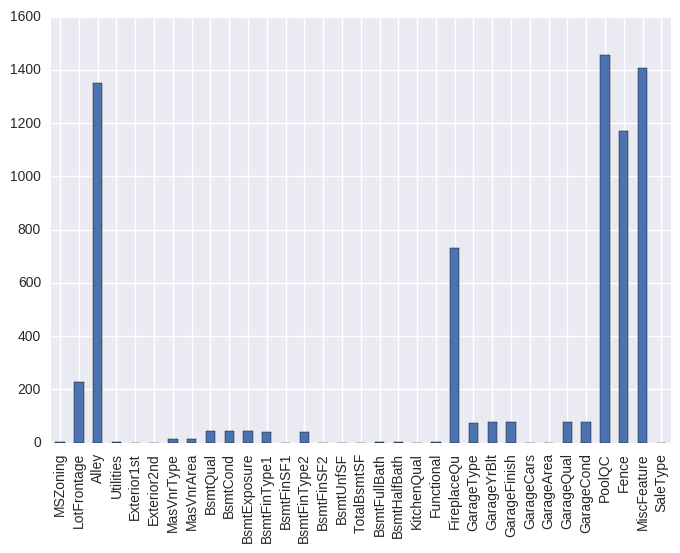 1600
1400
1200
1000
800
600
400
200
0
MSZoning
LotFrontage
Alley
Utilities
Exterior1st
Exterior2nd
MasVnrType
MasVnrArea
BsmtQual
BsmtCond
BsmtExposure
BsmtFinType1
BsmtFinSF1
BsmtFinType2
BsmtFinSF2
BsmtUnfSF
TotalBsmtSF
BsmtFullBath
BsmtHalfBath
KitchenQual
Functional
FireplaceQu
GarageType
GarageYrBlt
GarageFinish
GarageCars
GarageArea
GarageQual
GarageCond
PoolQC
Fence
MiscFeature
SaleType